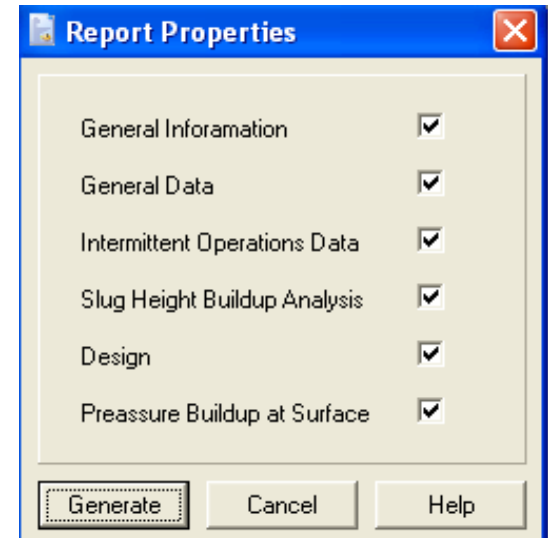 Report Properties
General Inforamation
General Data
Intermittent Operations Data
Slug Height Buildup Analysis
Design
Preassure Buildup at Surface
Generate Cancel Help